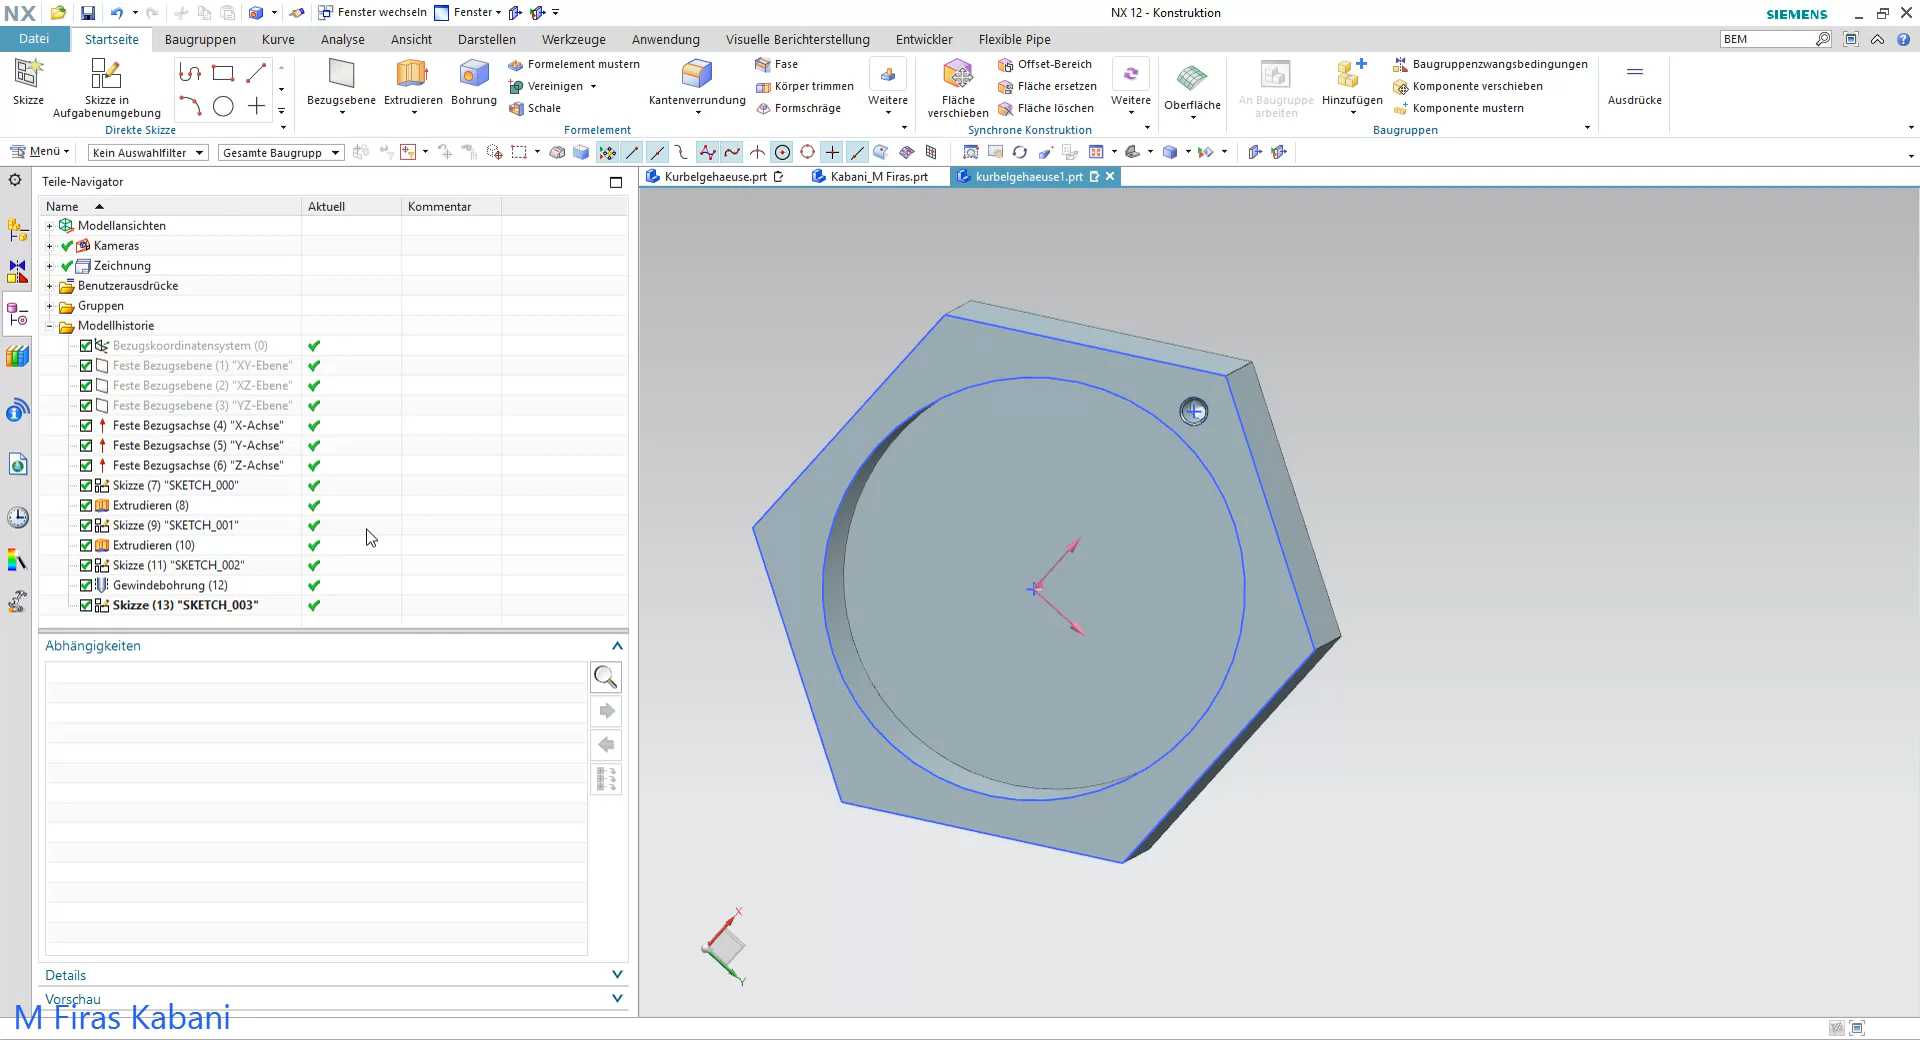 NX
Fenster wechseln
Fenster
NX 12 - Konstruktion
SIEMENS
Datei
Startseite
Baugruppen
Kurve
Analyse
Ansicht
Darstellen
Werkzeuge
Anwendung
Visuelle Berichterstellung
Entwickler
Flexible Pipe
BEM
Skizze
Skizze in
Aufgabenumgebung
Direkte Skizze
Bezugsebene
Extrudieren
Bohrung
Formelement mustern
Vereinigen
Schale
Kantenverrundung
Fase
Körper trimmen
Formschräge
Weitere
Formelement
Fläche
verschieben
Offset-Bereich
Fläche ersetzen
Fläche löschen
Weitere
Synchrone Konstruktion
Oberfläche
An Baugruppe
arbeiten
Hinzufügen
Baugruppenzwangsbedingungen
Komponente verschieben
Komponente mustern
Baugruppen
Ausdrücke
Menü
Kein Auswahlfilter
Gesamte Baugrupp
Teile-Navigator
Kurbelgehaeuse.prt
Kabani_M Firas.prt
kurbelgehaeuse1.prt
Name
Aktuell
Kommentar
Modellansichten
Kameras
Zeichnung
Benutzerausdrücke
Gruppen
Modellhistorie
Bezugskoordinatensystem (0)
Feste Bezugsebene (1) "XY-Ebene"
Feste Bezugsebene (2) "XZ-Ebene"
Feste Bezugsebene (3) "YZ-Ebene"
Feste Bezugsachse (4) "X-Achse"
Feste Bezugsachse (5) "Y-Achse"
Feste Bezugsachse (6) "Z-Achse"
Skizze (7) "SKETCH_000"
Extrudieren (8)
Skizze (9) "SKETCH_001"
Extrudieren (10)
Skizze (11) "SKETCH_002"
Gewindebohrung (12)
Skizze (13) "SKETCH_003"
Abhängigkeiten
Details
Vorschau
M Firas Kabani
X
Y